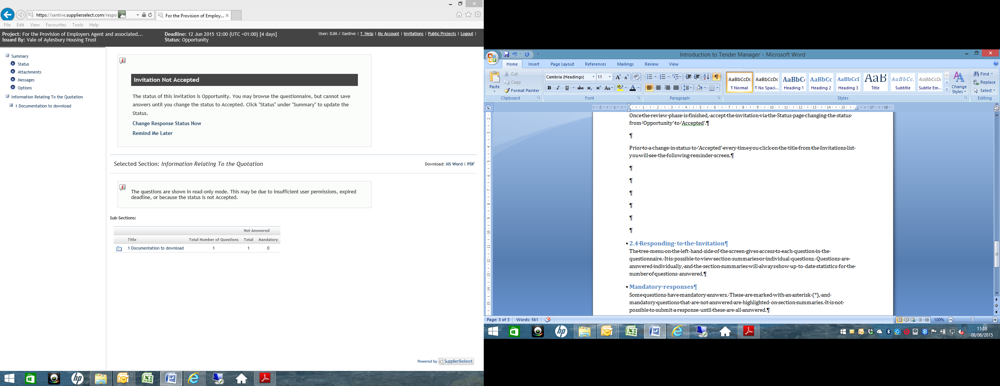 https://xantive.supplierselect.com/respo
For the Provision of Employ...
File Edit View Favourites Tools Help
Project: For the Provision of Employers Agent and associated...
Issued By: Vale of Aylesbury Housing Trust
Deadline: 12 Jun 2015 12:00 (UTC +01:00) [4 days]
Status: Opportunity
User: DJM / Xantive | ? Help | My Account | Invitations | Public Projects | Logout |
Summary
Status
Attachments
Messages
Options
Information Relating To the Quotation
1 Documentation to download
Invitation Not Accepted
The status of this invitation is Opportunity. You may browse the questionnaire, but cannot save
answers until you change the status to Accepted. Click "Status" under "Summary" to update the
Status.
Change Response Status Now
Remind Me Later
Selected Section: Information Relating To the Quotation
Download: MS Word | PDF
The questions are shown in read-only mode. This may be due to insufficient user permissions, expired
deadline, or because the status is not Accepted.
Sub-Sections:
Not Answered
Title Total Number of Questions Total Mandatory
1 Documentation to download 1 1 0
Powered by SupplierSelect
Introduction to Tender Manager - Microsoft Word
Home Insert Page Layout References Mailings Review View
Paste
Cut
Copy
Format Painter
Clipboard
Cambria (Headings) 11
Font
Paragraph
AaBbCcDc AaBbCcDc AaBbC AaBbCc AaBbCcI AaB AaBbCc. AaBbCcDc
¶ Normal ¶ No Spaci... Heading 1 Heading 2 Heading 3 Title Subtitle Subtle Em...
Change
Styles
Styles
Find
Replace
Select
Editing
Once the review phase is finished, accept the invitation via the Status page changing the status
from ‘Opportunity’ to ‘Accepted’.¶
¶
Prior to a change in status to ‘Accepted’ every time you click on the title from the Invitations list
you will see the following reminder screen.¶
¶
¶
¶
¶
¶
¶
2.4 Responding to the Invitation¶
The tree menu on the left-hand side of the screen gives access to each question in the
questionnaire. It is possible to view section summaries or individual questions. Questions are
answered individually, and the section summaries will always show up-to-date statistics for the
number of questions answered.¶
Mandatory responses¶
Some questions have mandatory answers. These are marked with an asterisk (*), and
mandatory questions that are not answered are highlighted on section summaries. It is not
possible to submit a response until these are all answered.¶
Page: 3 of 3 Words: 561
100%
11:18
08/06/2015